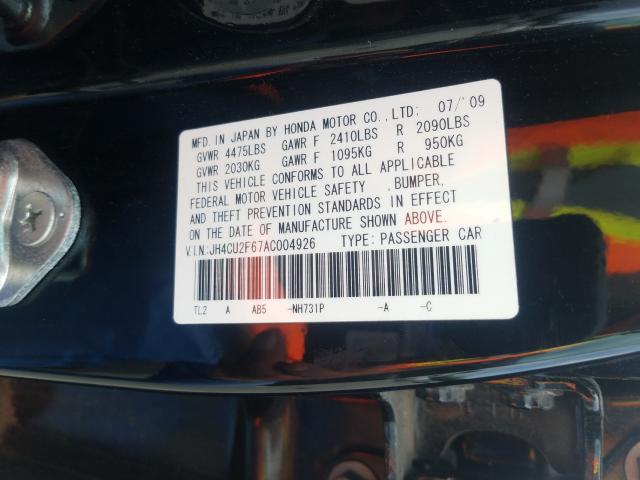 MFD. IN JAPAN BY HONDA MOTOR CO.,LTD: 07/'09
GVWR 4475LBS GAWR F 2410LBS R 2090LBS
GVWR 2030KG GAWR F 1095KG R 950KG
THIS VEHICLE CONFORMS TO ALL APPLICABLE
FEDERAL MOTOR VEHICLE SAFETY ,BUMPER,
AND THEFT PREVENTION STANDARDS IN EFFECT
ON THE DATE OF MANUFACTURE SHOWN ABOVE.
V.I.N:JH4CU2F67AC004926 TYPE: PASSENGER CAR
TL2 A AB5 -NH731P -A -C